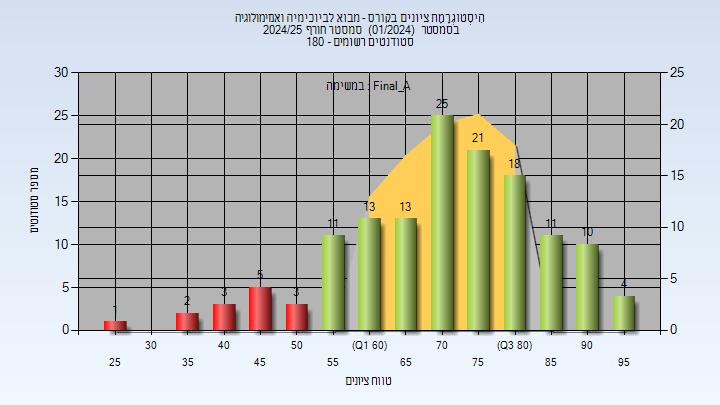 היסטוגרמת ציונים בקורס - מבוא לביוכימיה ואנזימולוגיה
בסמסטר (01/2024) סמסטר חורף 2024/25
סטודנטים רשומים - 180
במשימה : Final_A
מספר סטודנטים
30 25 20 15 10 5 0
25 20 15 10 5 0
1 2 3 5 3 11 13 13 25 21 18 11 10 4
30 40 50 (Q1 60) 70 (Q3 80) 90
25 35 45 55 65 75 85 95
טווח ציונים